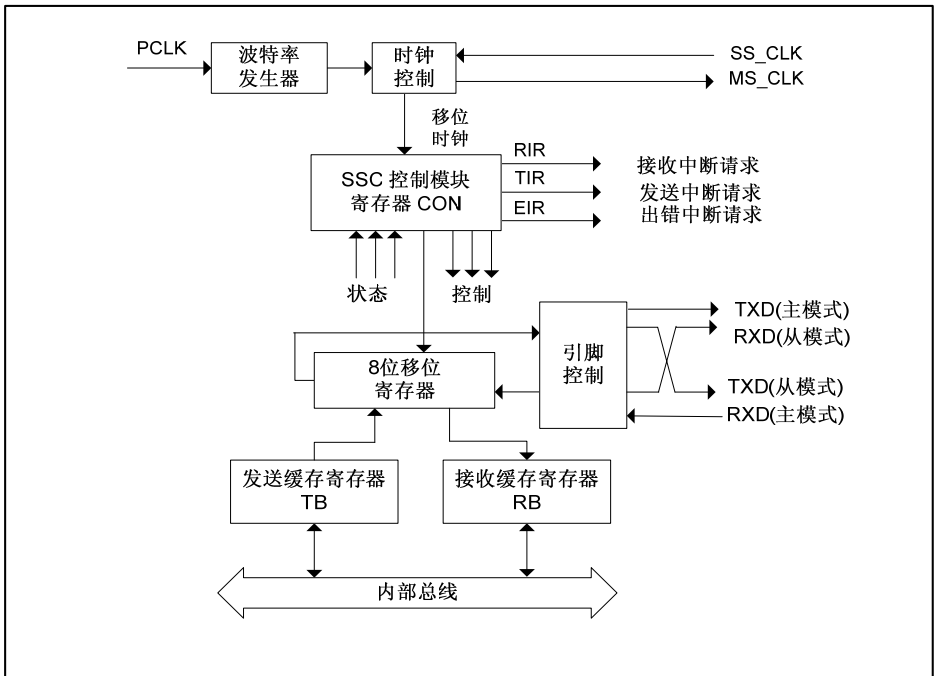 PCLK
波特率
发生器
时钟
控制
SS_CLK
MS_CLK
移位
时钟
SSC 控制模块
寄存器 CON
RIR
TIR
EIR
接收中断请求
发送中断请求
出错中断请求
状态
控制
引脚
控制
TXD(主模式)
RXD(从模式)
TXD(从模式)
RXD(主模式)
8位移位
寄存器
发送缓存寄存器
TB
接收缓存寄存器
RB
内部总线